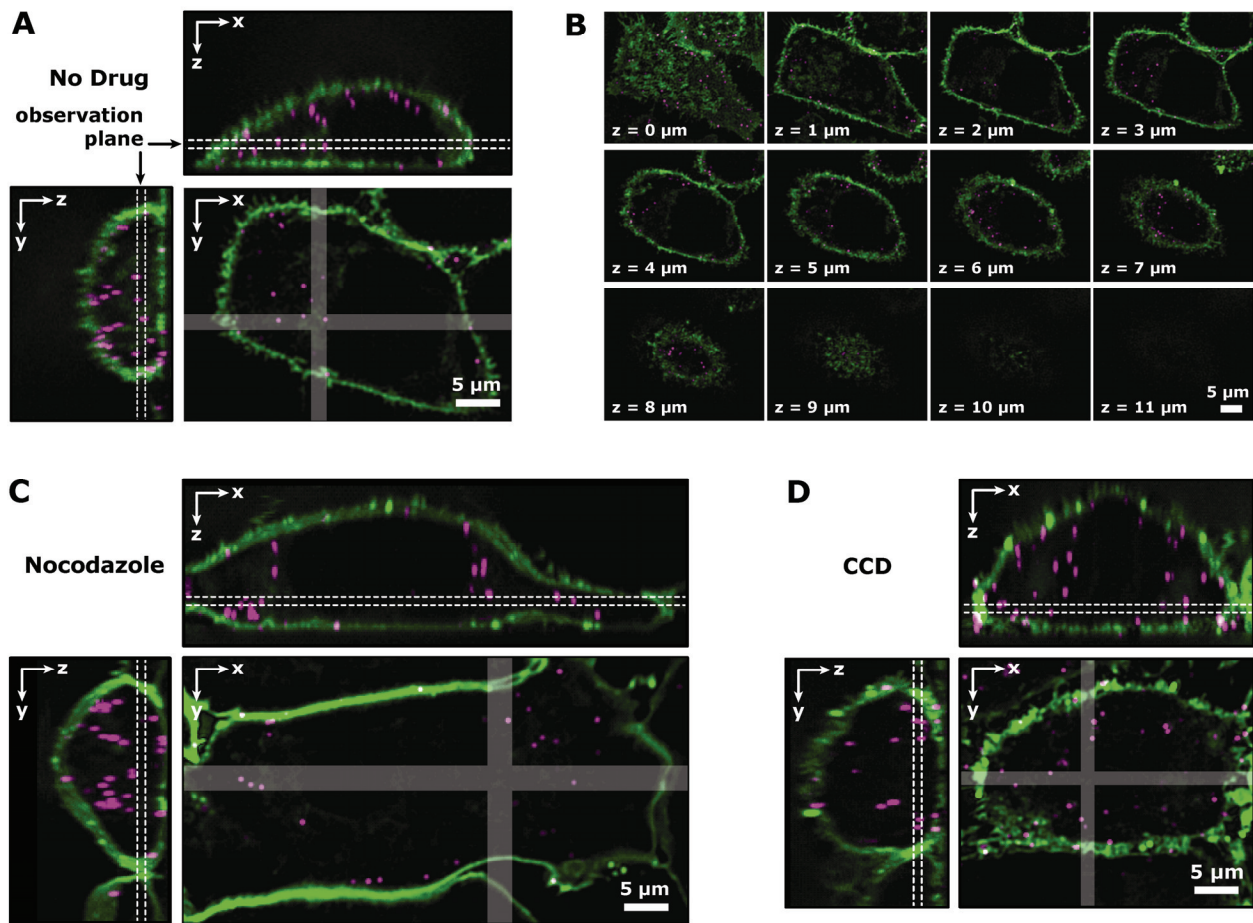 A
x
z
No Drug
observation
plane
z
y
x
y
5 µm
B
z = 0 µm
z = 1 µm
z = 2 µm
z = 3 µm
z = 4 µm
z = 5 µm
z = 6 µm
z = 7 µm
z = 8 µm
z = 9 µm
z = 10 µm
z = 11 µm
5 µm
C
x
z
Nocodazole
z
y
x
y
5 µm
D
x
z
CCD
z
y
x
y
5 µm